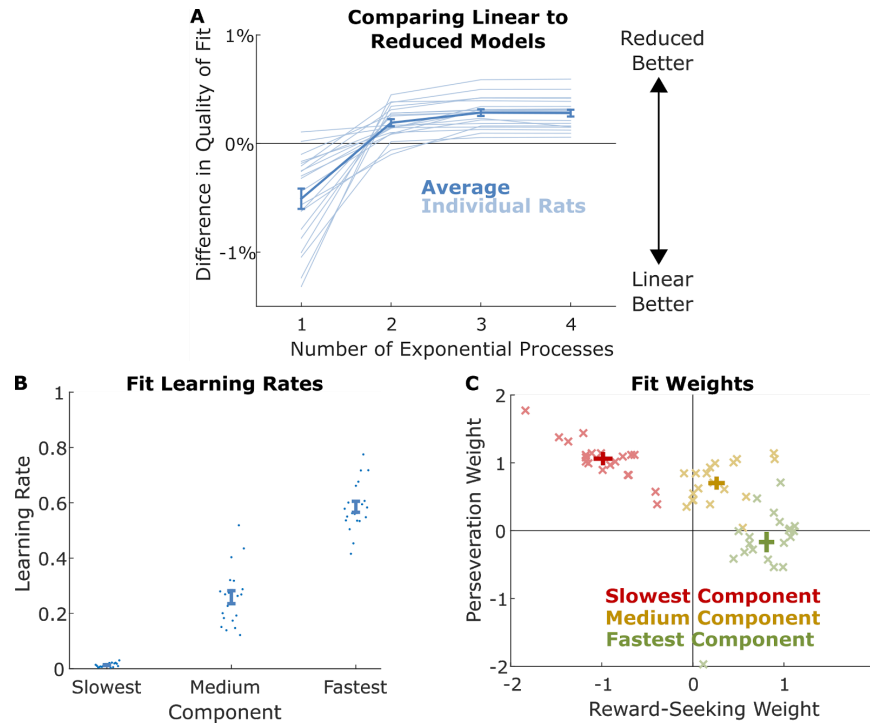 A
Comparing Linear to
Reduced Models
Difference in Quality of Fit
1%
0%
-1%
Average
Individual Rats
1 2 3 4
Number of Exponential Processes
Reduced
Better
Linear
Better
B
Fit Learning Rates
Learning Rate
1
0.8
0.6
0.4
0.2
0
Slowest Medium Fastest
Component
C
Fit Weights
Perseveration Weight
2
1
0
-1
-2
Slowest Component
Medium Component
Fastest Component
-2 -1 0 1
Reward-Seeking Weight